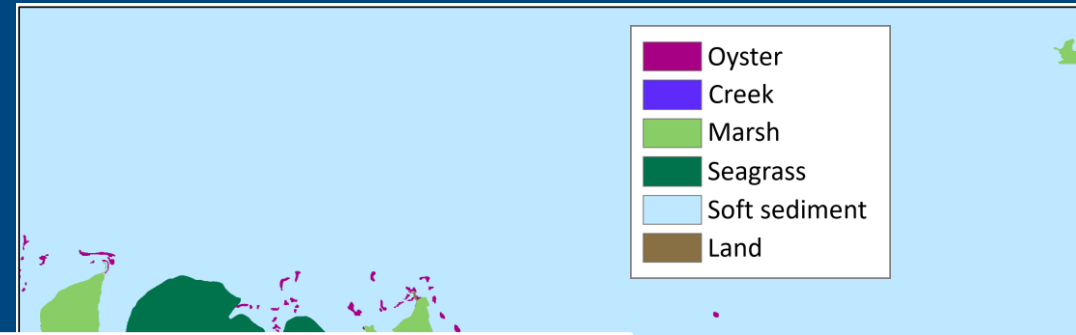 Oyster
Creek
Marsh
Seagrass
Soft sediment
Land